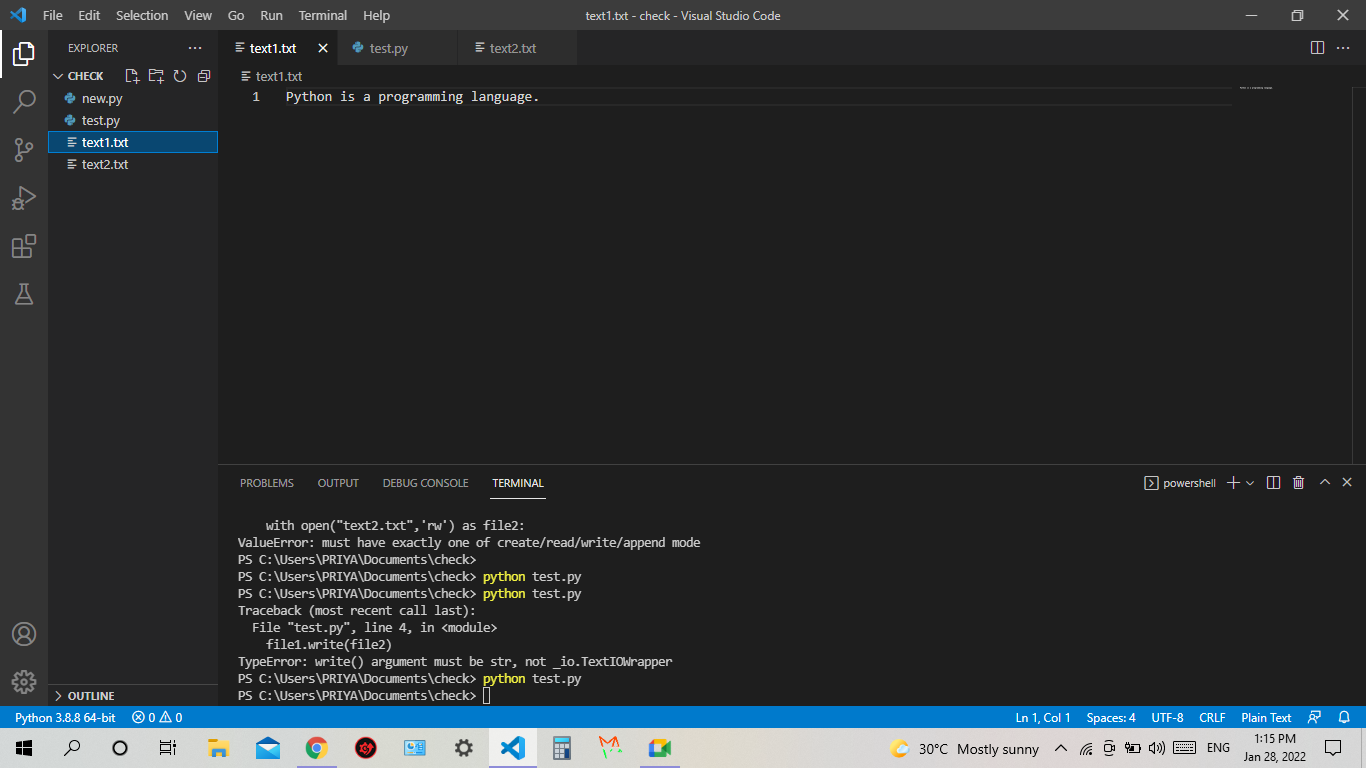 File Edit Selection View Go Run Terminal Help
text1.txt - check - Visual Studio Code
EXPLORER
CHECK
new.py
test.py
text1.txt
text2.txt
OUTLINE
text1.txt test.py text2.txt
text1.txt
1 Python is a programming language.
PROBLEMS OUTPUT DEBUG CONSOLE TERMINAL
powershell
with open("text2.txt",'rw') as file2:
ValueError: must have exactly one of create/read/write/append mode
PS C:\Users\PRIYA\Documents\check>
PS C:\Users\PRIYA\Documents\check> python test.py
PS C:\Users\PRIYA\Documents\check> python test.py
Traceback (most recent call last):
File "test.py", line 4, in <module>
file1.write(file2)
TypeError: write() argument must be str, not _io.TextIOWrapper
PS C:\Users\PRIYA\Documents\check> python test.py
PS C:\Users\PRIYA\Documents\check>
Python 3.8.8 64-bit 0 0 Ln 1, Col 1 Spaces: 4 UTF-8 CRLF Plain Text
30°C Mostly sunny ENG
1:15 PM
Jan 28, 2022